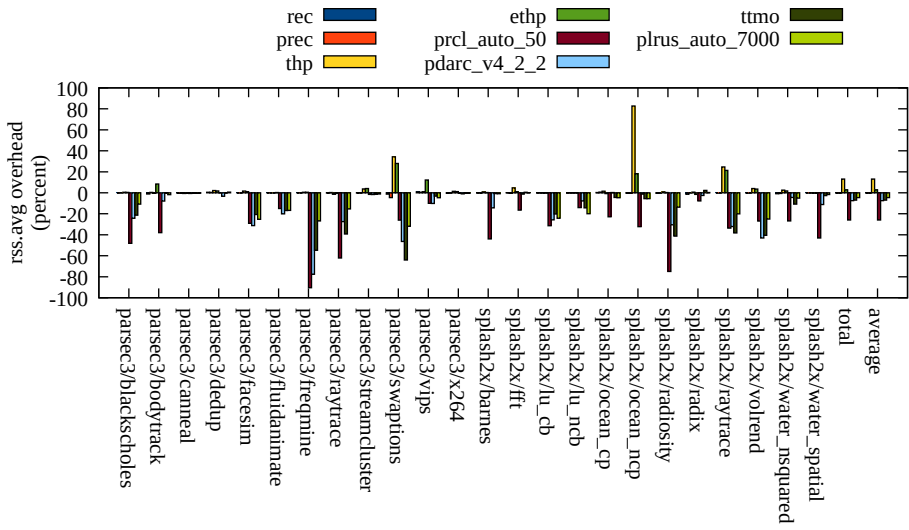 rec
prec
thp
ethp
prcl_auto_50
pdarc_v4_2_2
ttmo
plrus_auto_7000
rss.avg overhead
(percent)
100
80
60
40
20
0
-20
-40
-60
-80
-100
parsec3/blackscholes
parsec3/bodytrack
parsec3/canneal
parsec3/dedup
parsec3/facesim
parsec3/fluidanimate
parsec3/freqmine
parsec3/raytrace
parsec3/streamcluster
parsec3/swaptions
parsec3/vips
parsec3/x264
splash2x/barnes
splash2x/fft
splash2x/lu_cb
splash2x/lu_ncb
splash2x/ocean_cp
splash2x/ocean_ncp
splash2x/radiosity
splash2x/radix
splash2x/raytrace
splash2x/volrend
splash2x/water_nsquared
splash2x/water_spatial
total
average